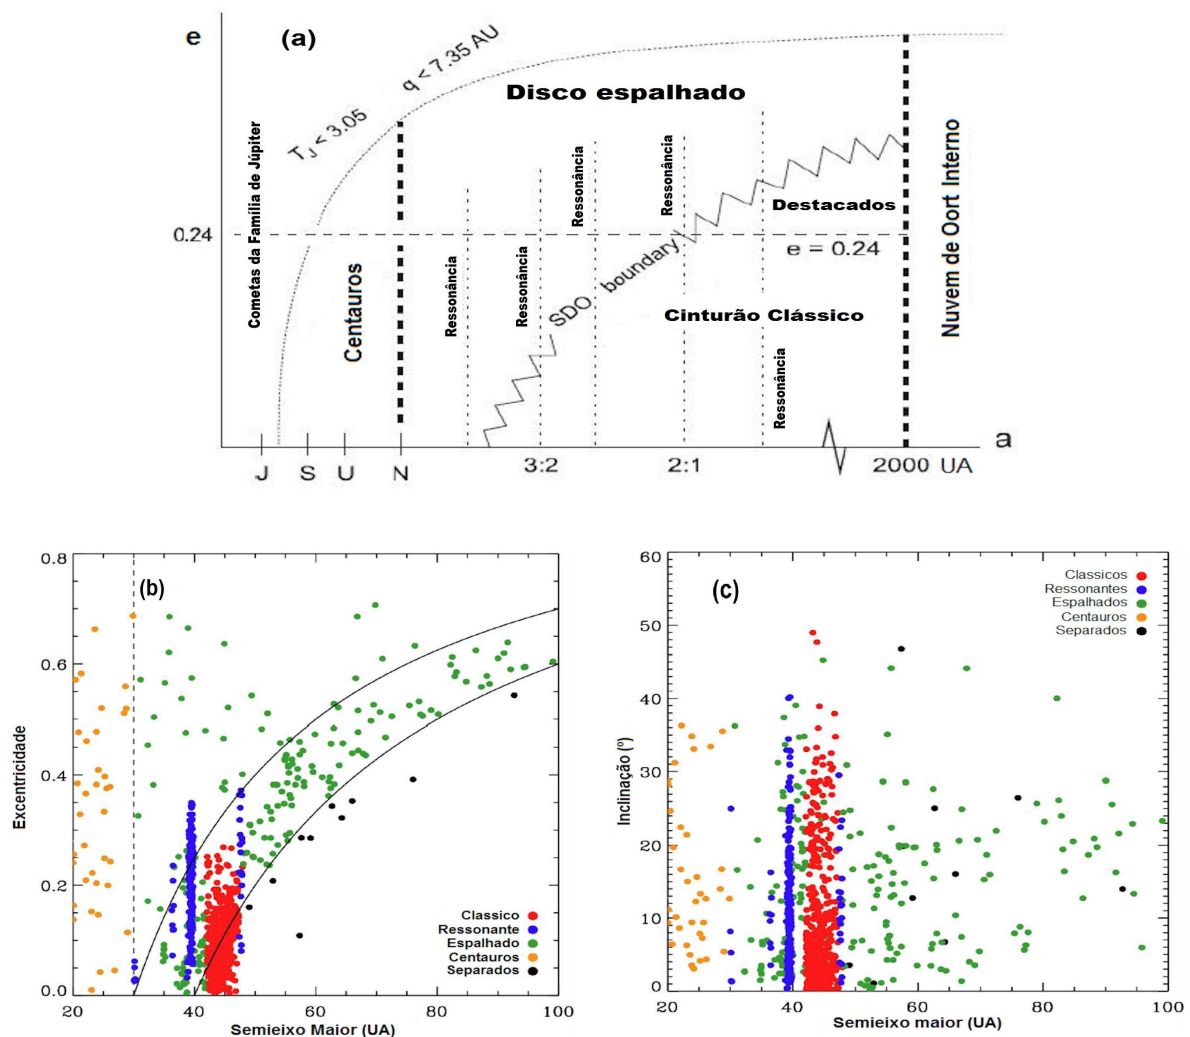 e
(a)
T_J < 3.05
q < 7.35 AU
Disco espalhado
Cometas da Família de Júpiter
Centauros
Ressonância
Ressonância
Ressonância
Ressonância
Ressonância
Destacados
Nuvem de Oort Interno
0.24
e = 0.24
SDO boundary
Cinturão Clássico
a
J
S
U
N
3:2
2:1
2000 UA
(b)
Excentricidade
0.8
0.6
0.4
0.2
0.0
20
40
60
80
100
Semieixo Maior (UA)
Classico
Ressonante
Espalhado
Centauros
Separados
(c)
Inclinação (º)
60
50
40
30
20
10
0
20
40
60
80
100
Semieixo maior (UA)
Classicos
Ressonantes
Espalhados
Centauros
Separados